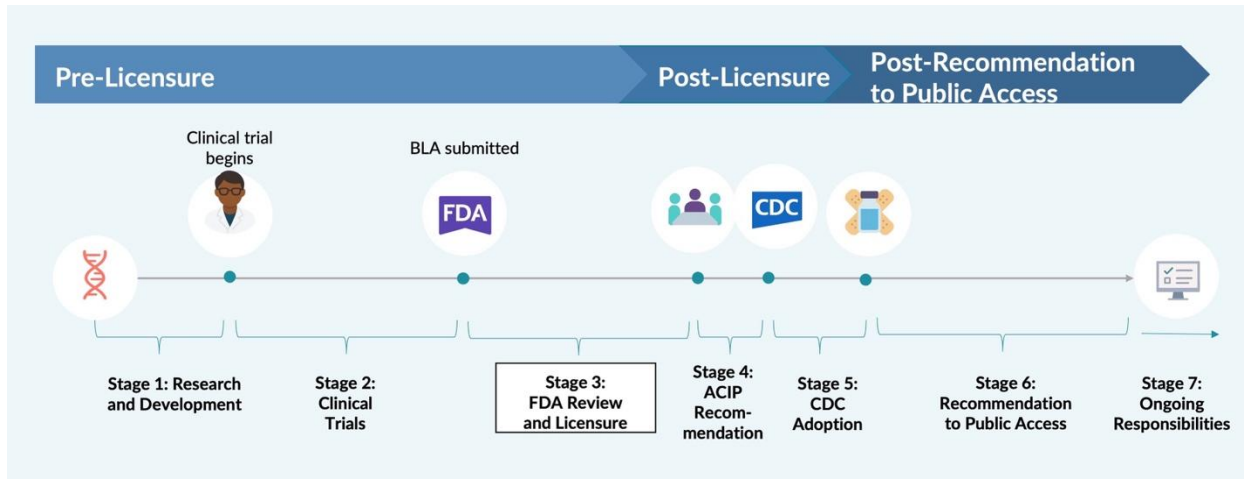 Pre-Licensure
Post-Licensure
Post-Recommendation
to Public Access
Clinical trial
begins
BLA submitted
FDA
CDC
Stage 1: Research
and Development
Stage 2:
Clinical
Trials
Stage 3:
FDA Review
and Licensure
Stage 4:
ACIP
Recom-
mendation
Stage 5:
CDC
Adoption
Stage 6:
Recommendation
to Public Access
Stage 7:
Ongoing
Responsibilities